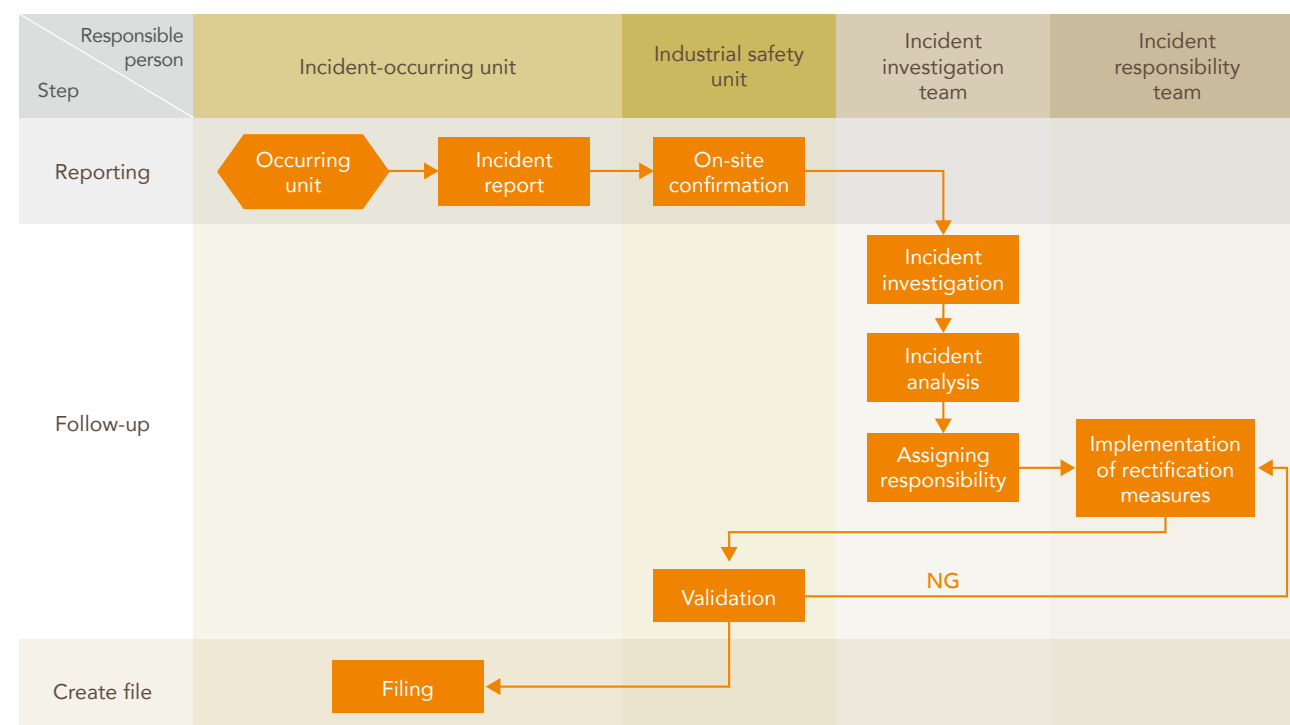 Responsible
person
Step
Incident-occurring unit
Industrial safety
unit
Incident
investigation
team
Incident
responsibility
team
Reporting
Occurring
unit
Incident
report
On-site
confirmation
Incident
investigation
Incident
analysis
Follow-up
Assigning
responsibility
Implementation
of rectification
measures
NG
Validation
Create file
Filing